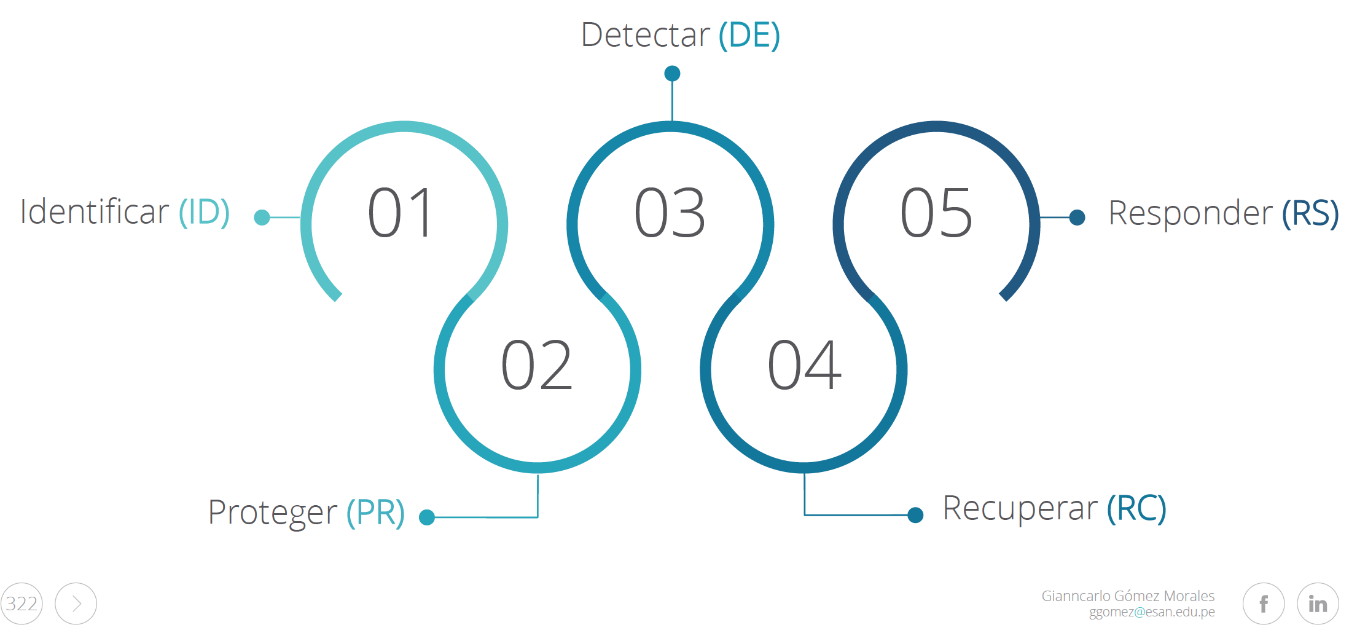 Detectar (DE)
Identificar (ID)
01
03
05
Responder (RS)
02
04
Proteger (PR)
Recuperar (RC)
322
Gianncarlo Gómez Morales
ggomez@esan.edu.pe
f
in